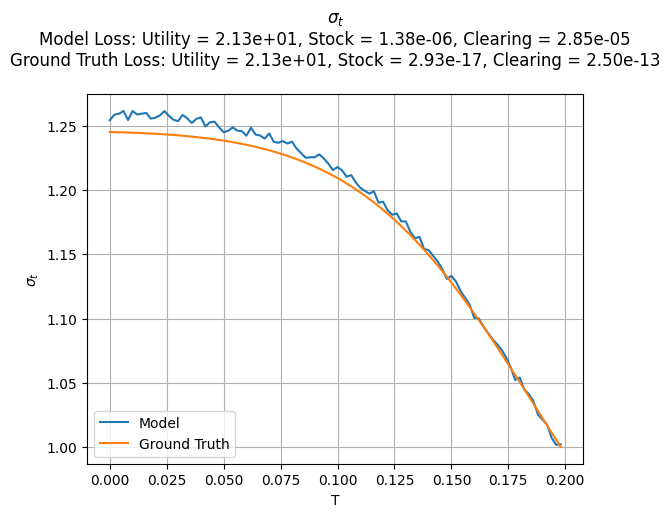 σₜ
Model Loss: Utility = 2.13e+01, Stock = 1.38e-06, Clearing = 2.85e-05
Ground Truth Loss: Utility = 2.13e+01, Stock = 2.93e-17, Clearing = 2.50e-13
1.25
1.20
1.15
1.10
1.05
1.00
σₜ
Model
Ground Truth
0.000 0.025 0.050 0.075 0.100 0.125 0.150 0.175 0.200
T